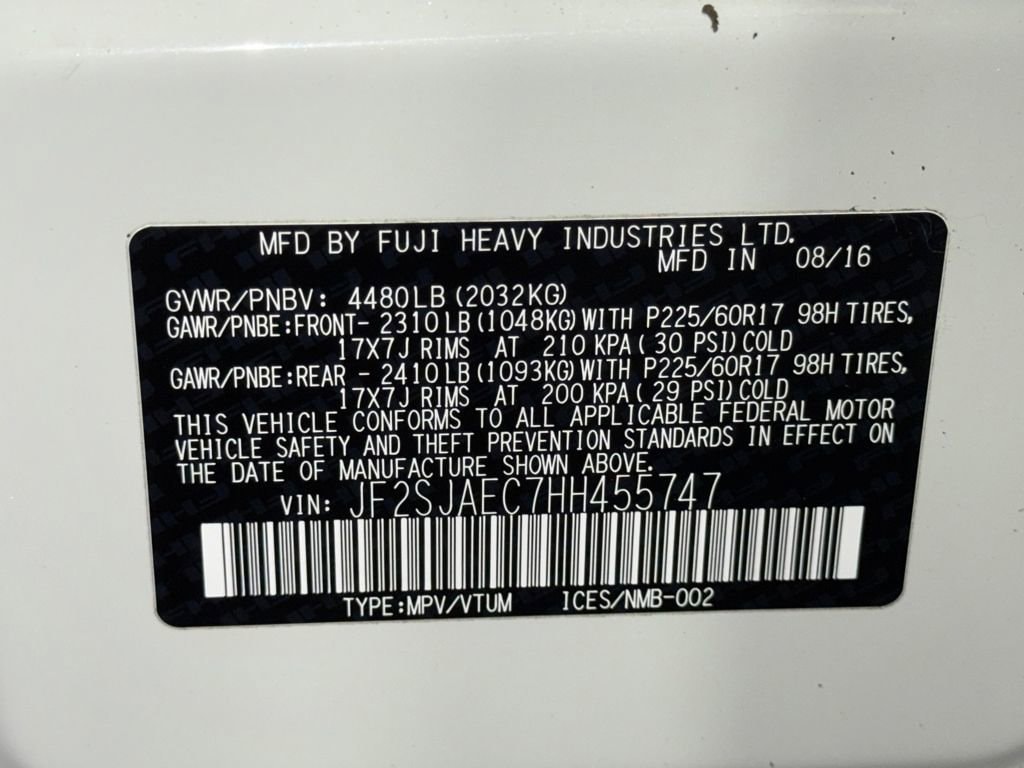 MFD BY FUJI HEAVY INDUSTRIES LTD.
MFD IN 08/16
GVWR/PNBV: 4480LB(2032KG)
GAWR/PNBE:FRONT- 2310LB(1048KG)WITH P225/60R17 98H TIRES,
17X7J RIMS AT 210 KPA( 30 PSI)COLD
GAWR/PNBE:REAR - 2410LB(1093KG)WITH P225/60R17 98H TIRES,
17X7J RIMS AT 200 KPA( 29 PSI)COLD
THIS VEHICLE CONFORMS TO ALL APPLICABLE FEDERAL MOTOR
VEHICLE SAFETY AND THEFT PREVENTION STANDARDS IN EFFECT ON
THE DATE OF MANUFACTURE SHOWN ABOVE.
VIN: JF2SJAEC7HH455747
TYPE:MPV/VTUM ICES/NMB-002